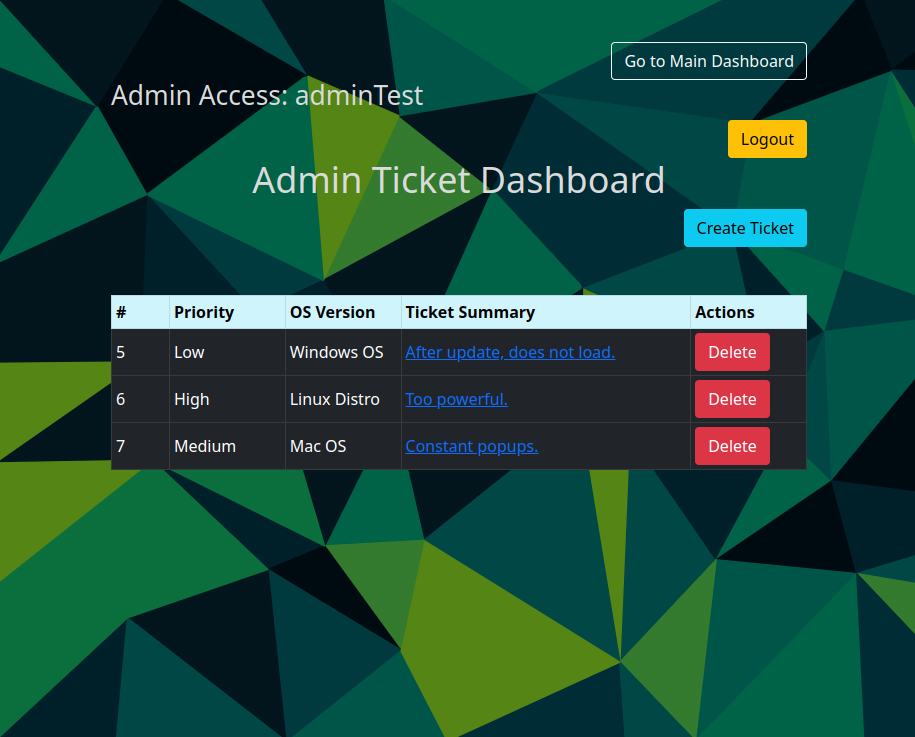 Go to Main Dashboard
Admin Access: adminTest
Logout
Admin Ticket Dashboard
Create Ticket
# Priority OS Version Ticket Summary Actions
5 Low Windows OS After update, does not load. Delete
6 High Linux Distro Too powerful. Delete
7 Medium Mac OS Constant popups. Delete